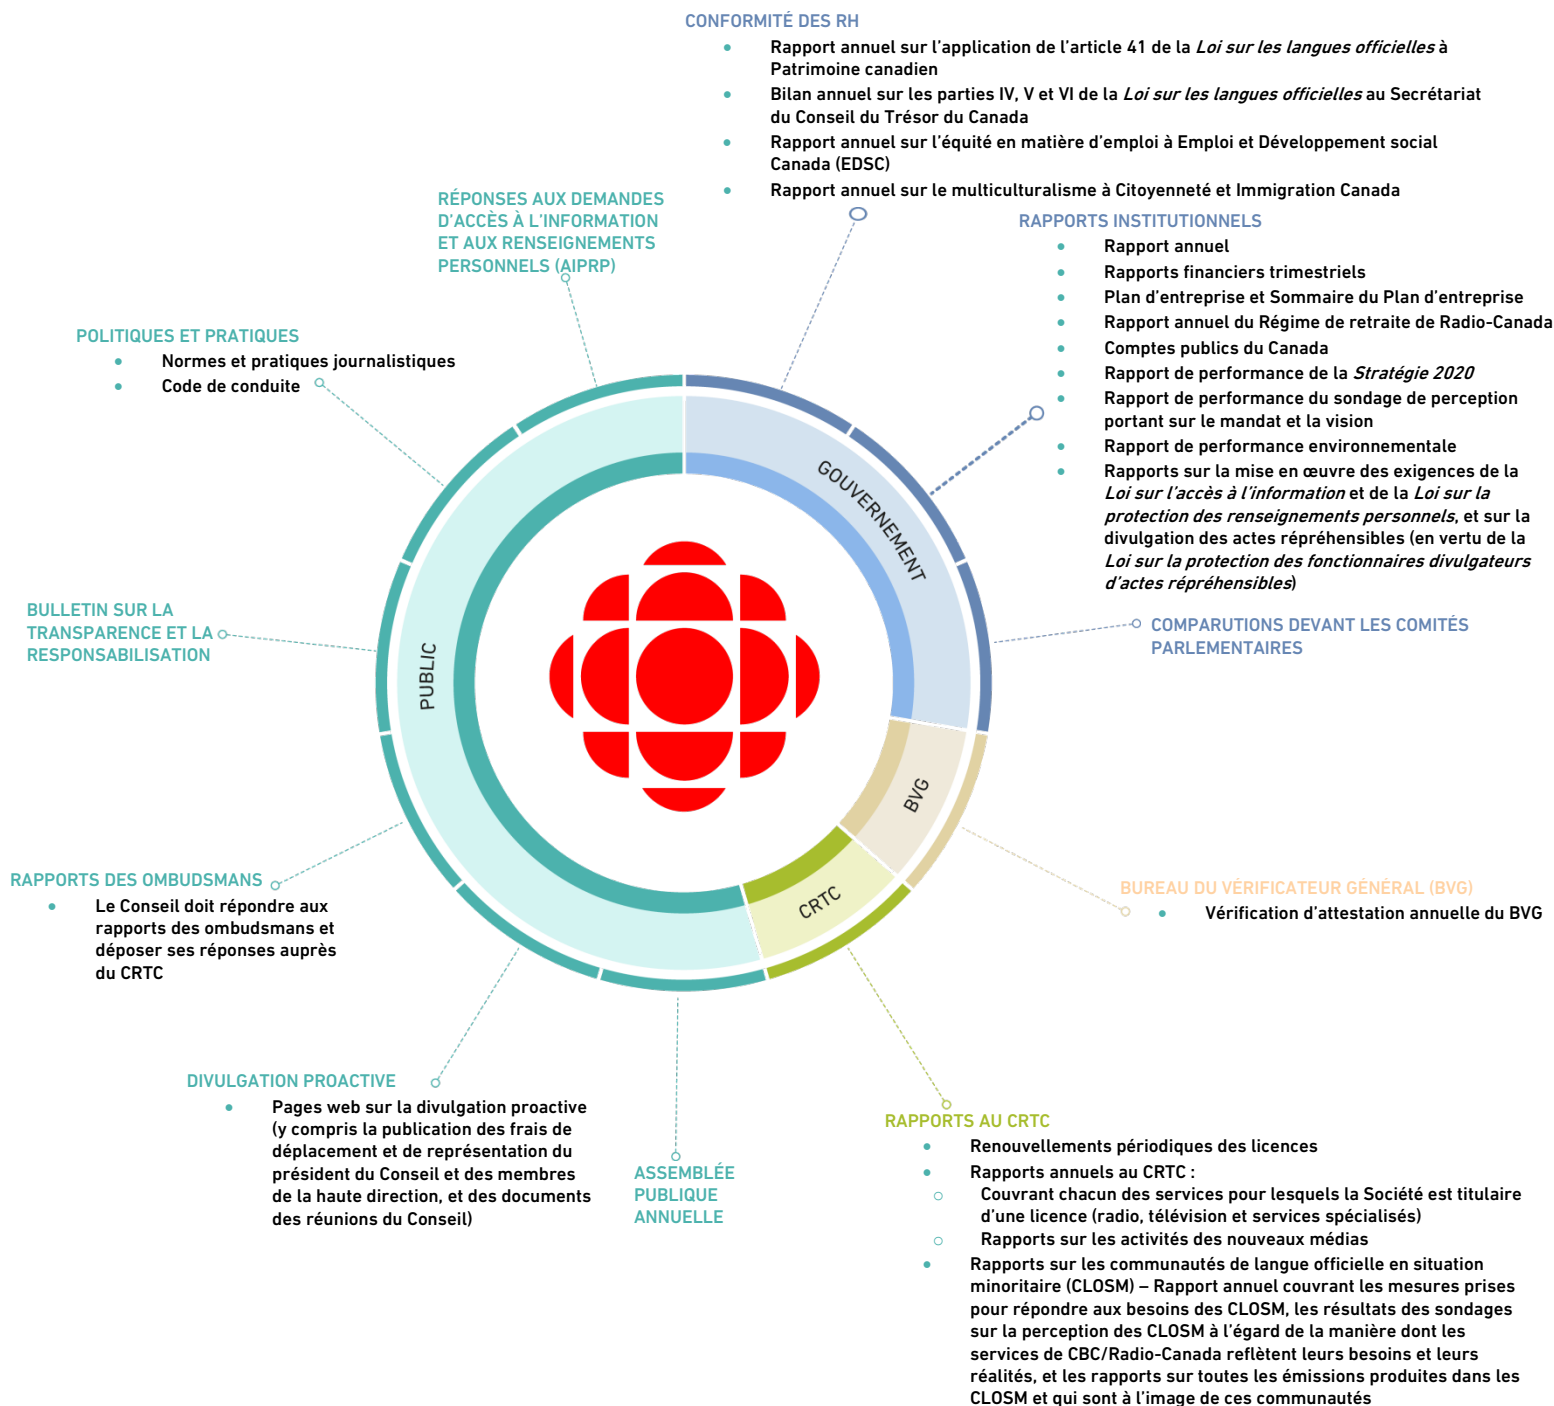 CONFORMITÉ DES RH
• Rapport annuel sur l'application de l'article 41 de la Loi sur les langues officielles à
Patrimoine canadien
• Bilan annuel sur les parties IV, V et VI de la Loi sur les langues officielles au Secrétariat
du Conseil du Trésor du Canada
• Rapport annuel sur l'équité en matière d'emploi à Emploi et Développement social
Canada (EDSC)
• Rapport annuel sur le multiculturalisme à Citoyenneté et Immigration Canada
RÉPONSES AUX DEMANDES
D'ACCÈS À L'INFORMATION
ET AUX RENSEIGNEMENTS
PERSONNELS (AIPRP)
RAPPORTS INSTITUTIONNELS
• Rapport annuel
• Rapports financiers trimestriels
• Plan d'entreprise et Sommaire du Plan d'entreprise
• Rapport annuel du Régime de retraite de Radio-Canada
• Comptes publics du Canada
• Rapport de performance de la Stratégie 2020
• Rapport de performance du sondage de perception
portant sur le mandat et la vision
• Rapport de performance environnementale
• Rapports sur la mise en œuvre des exigences de la
Loi sur l'accès à l'information et de la Loi sur la
protection des renseignements personnels, et sur la
divulgation des actes répréhensibles (en vertu de la
Loi sur la protection des fonctionnaires divulgateurs
d'actes répréhensibles)
POLITIQUES ET PRATIQUES
• Normes et pratiques journalistiques
• Code de conduite
GOUVERNEMENT
PUBLIC
BVG
CRTC
BULLETIN SUR LA
TRANSPARENCE ET LA
RESPONSABILISATION
COMPARUTIONS DEVANT LES COMITÉS
PARLEMENTAIRES
RAPPORTS DES OMBUDSMANS
• Le Conseil doit répondre aux
rapports des ombudsmans et
déposer ses réponses auprès
du CRTC
BUREAU DU VÉRIFICATEUR GÉNÉRAL (BVG)
• Vérification d'attestation annuelle du BVG
DIVULGATION PROACTIVE
• Pages web sur la divulgation proactive
(y compris la publication des frais de
déplacement et de représentation du
président du Conseil et des membres
de la haute direction, et des documents
des réunions du Conseil)
ASSEMBLÉE
PUBLIQUE
ANNUELLE
RAPPORTS AU CRTC
• Renouvellements périodiques des licences
• Rapports annuels au CRTC :
○ Couvrant chacun des services pour lesquels la Société est titulaire
d'une licence (radio, télévision et services spécialisés)
○ Rapports sur les activités des nouveaux médias
• Rapports sur les communautés de langue officielle en situation
minoritaire (CLOSM) – Rapport annuel couvrant les mesures prises
pour répondre aux besoins des CLOSM, les résultats des sondages
sur la perception des CLOSM à l'égard de la manière dont les
services de CBC/Radio-Canada reflètent leurs besoins et leurs
réalités, et les rapports sur toutes les émissions produites dans les
CLOSM et qui sont à l'image de ces communautés